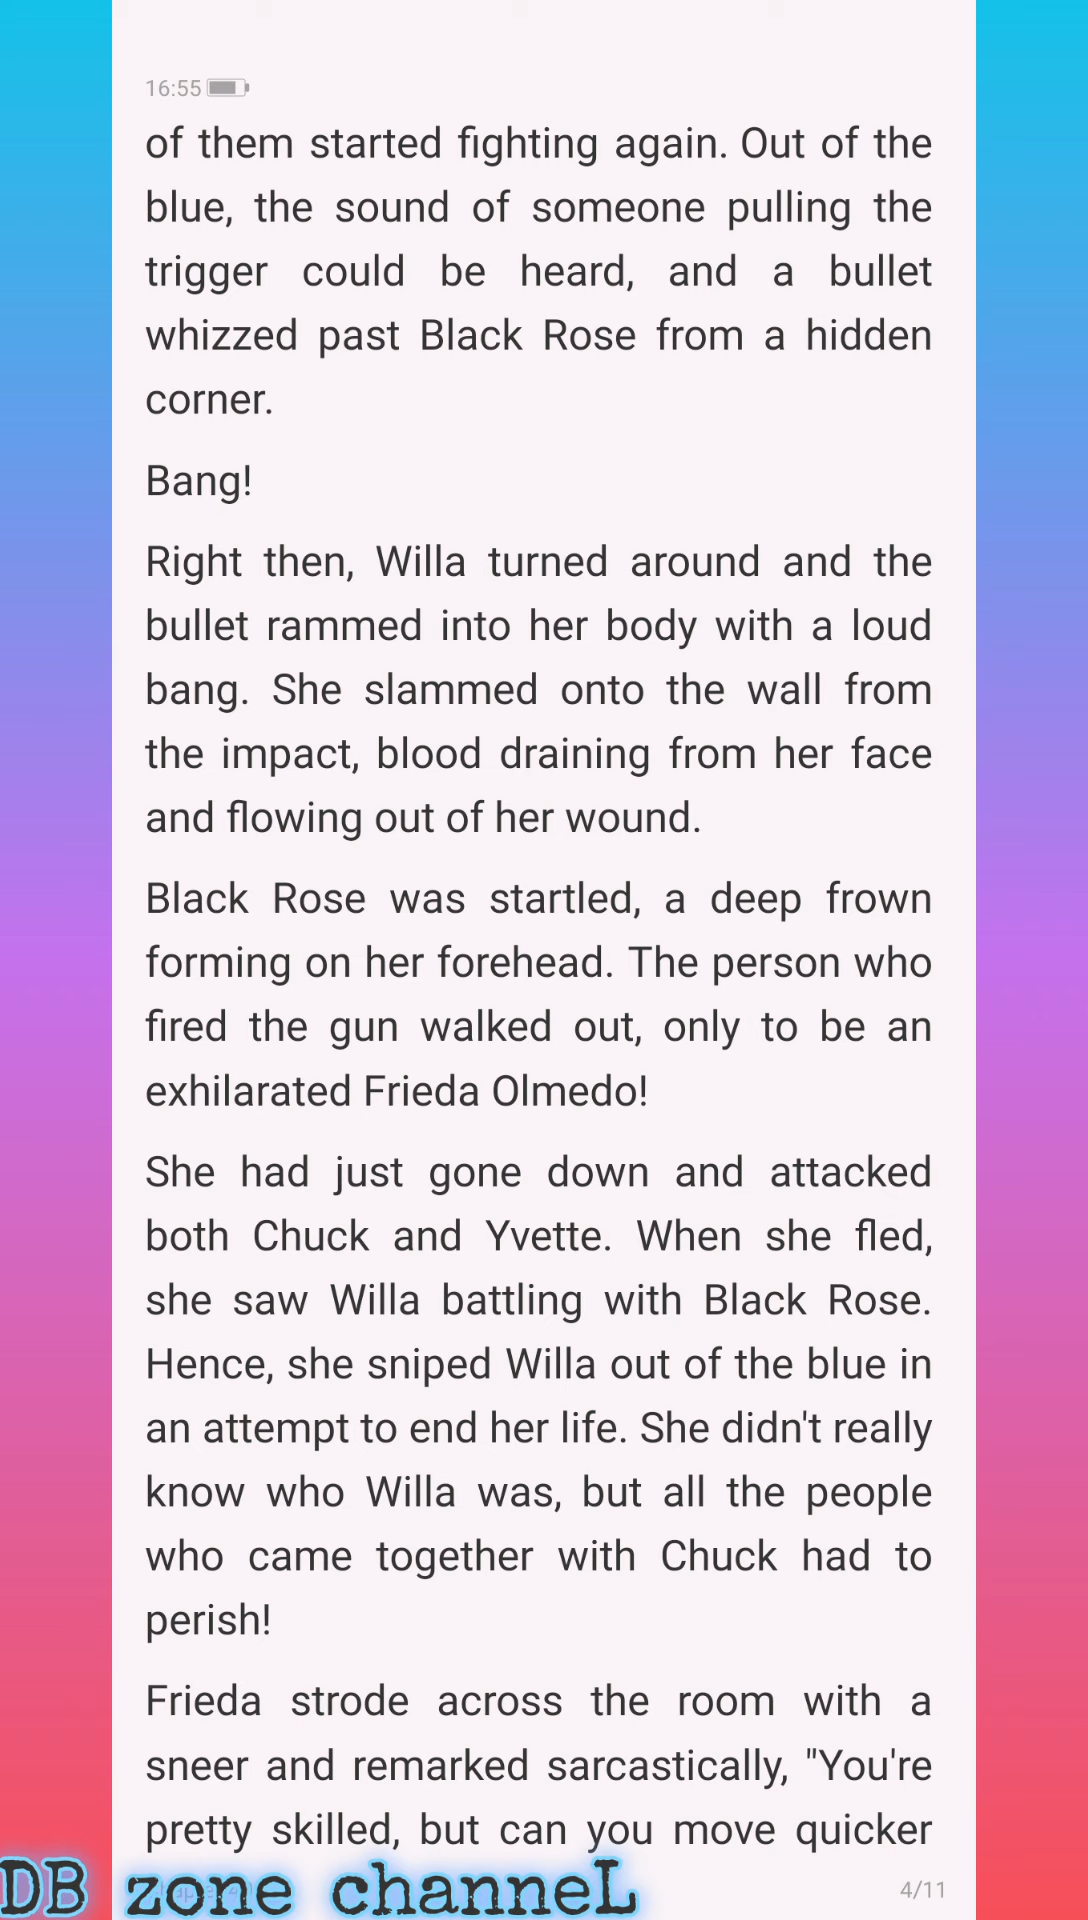 16:55
of them started fighting again. Out of the
blue, the sound of someone pulling the
trigger could be heard, and a bullet
whizzed past Black Rose from a hidden
corner.
Bang!
Right then, Willa turned around and the
bullet rammed into her body with a loud
bang. She slammed onto the wall from
the impact, blood draining from her face
and flowing out of her wound.
Black Rose was startled, a deep frown
forming on her forehead. The person who
fired the gun walked out, only to be an
exhilarated Frieda Olmedo!
She had just gone down and attacked
both Chuck and Yvette. When she fled,
she saw Willa battling with Black Rose.
Hence, she sniped Willa out of the blue in
an attempt to end her life. She didn't really
know who Willa was, but all the people
who came together with Chuck had to
perish!
Frieda strode across the room with a
sneer and remarked sarcastically, "You're
pretty skilled, but can you move quicker
DB zone channeL
4/11